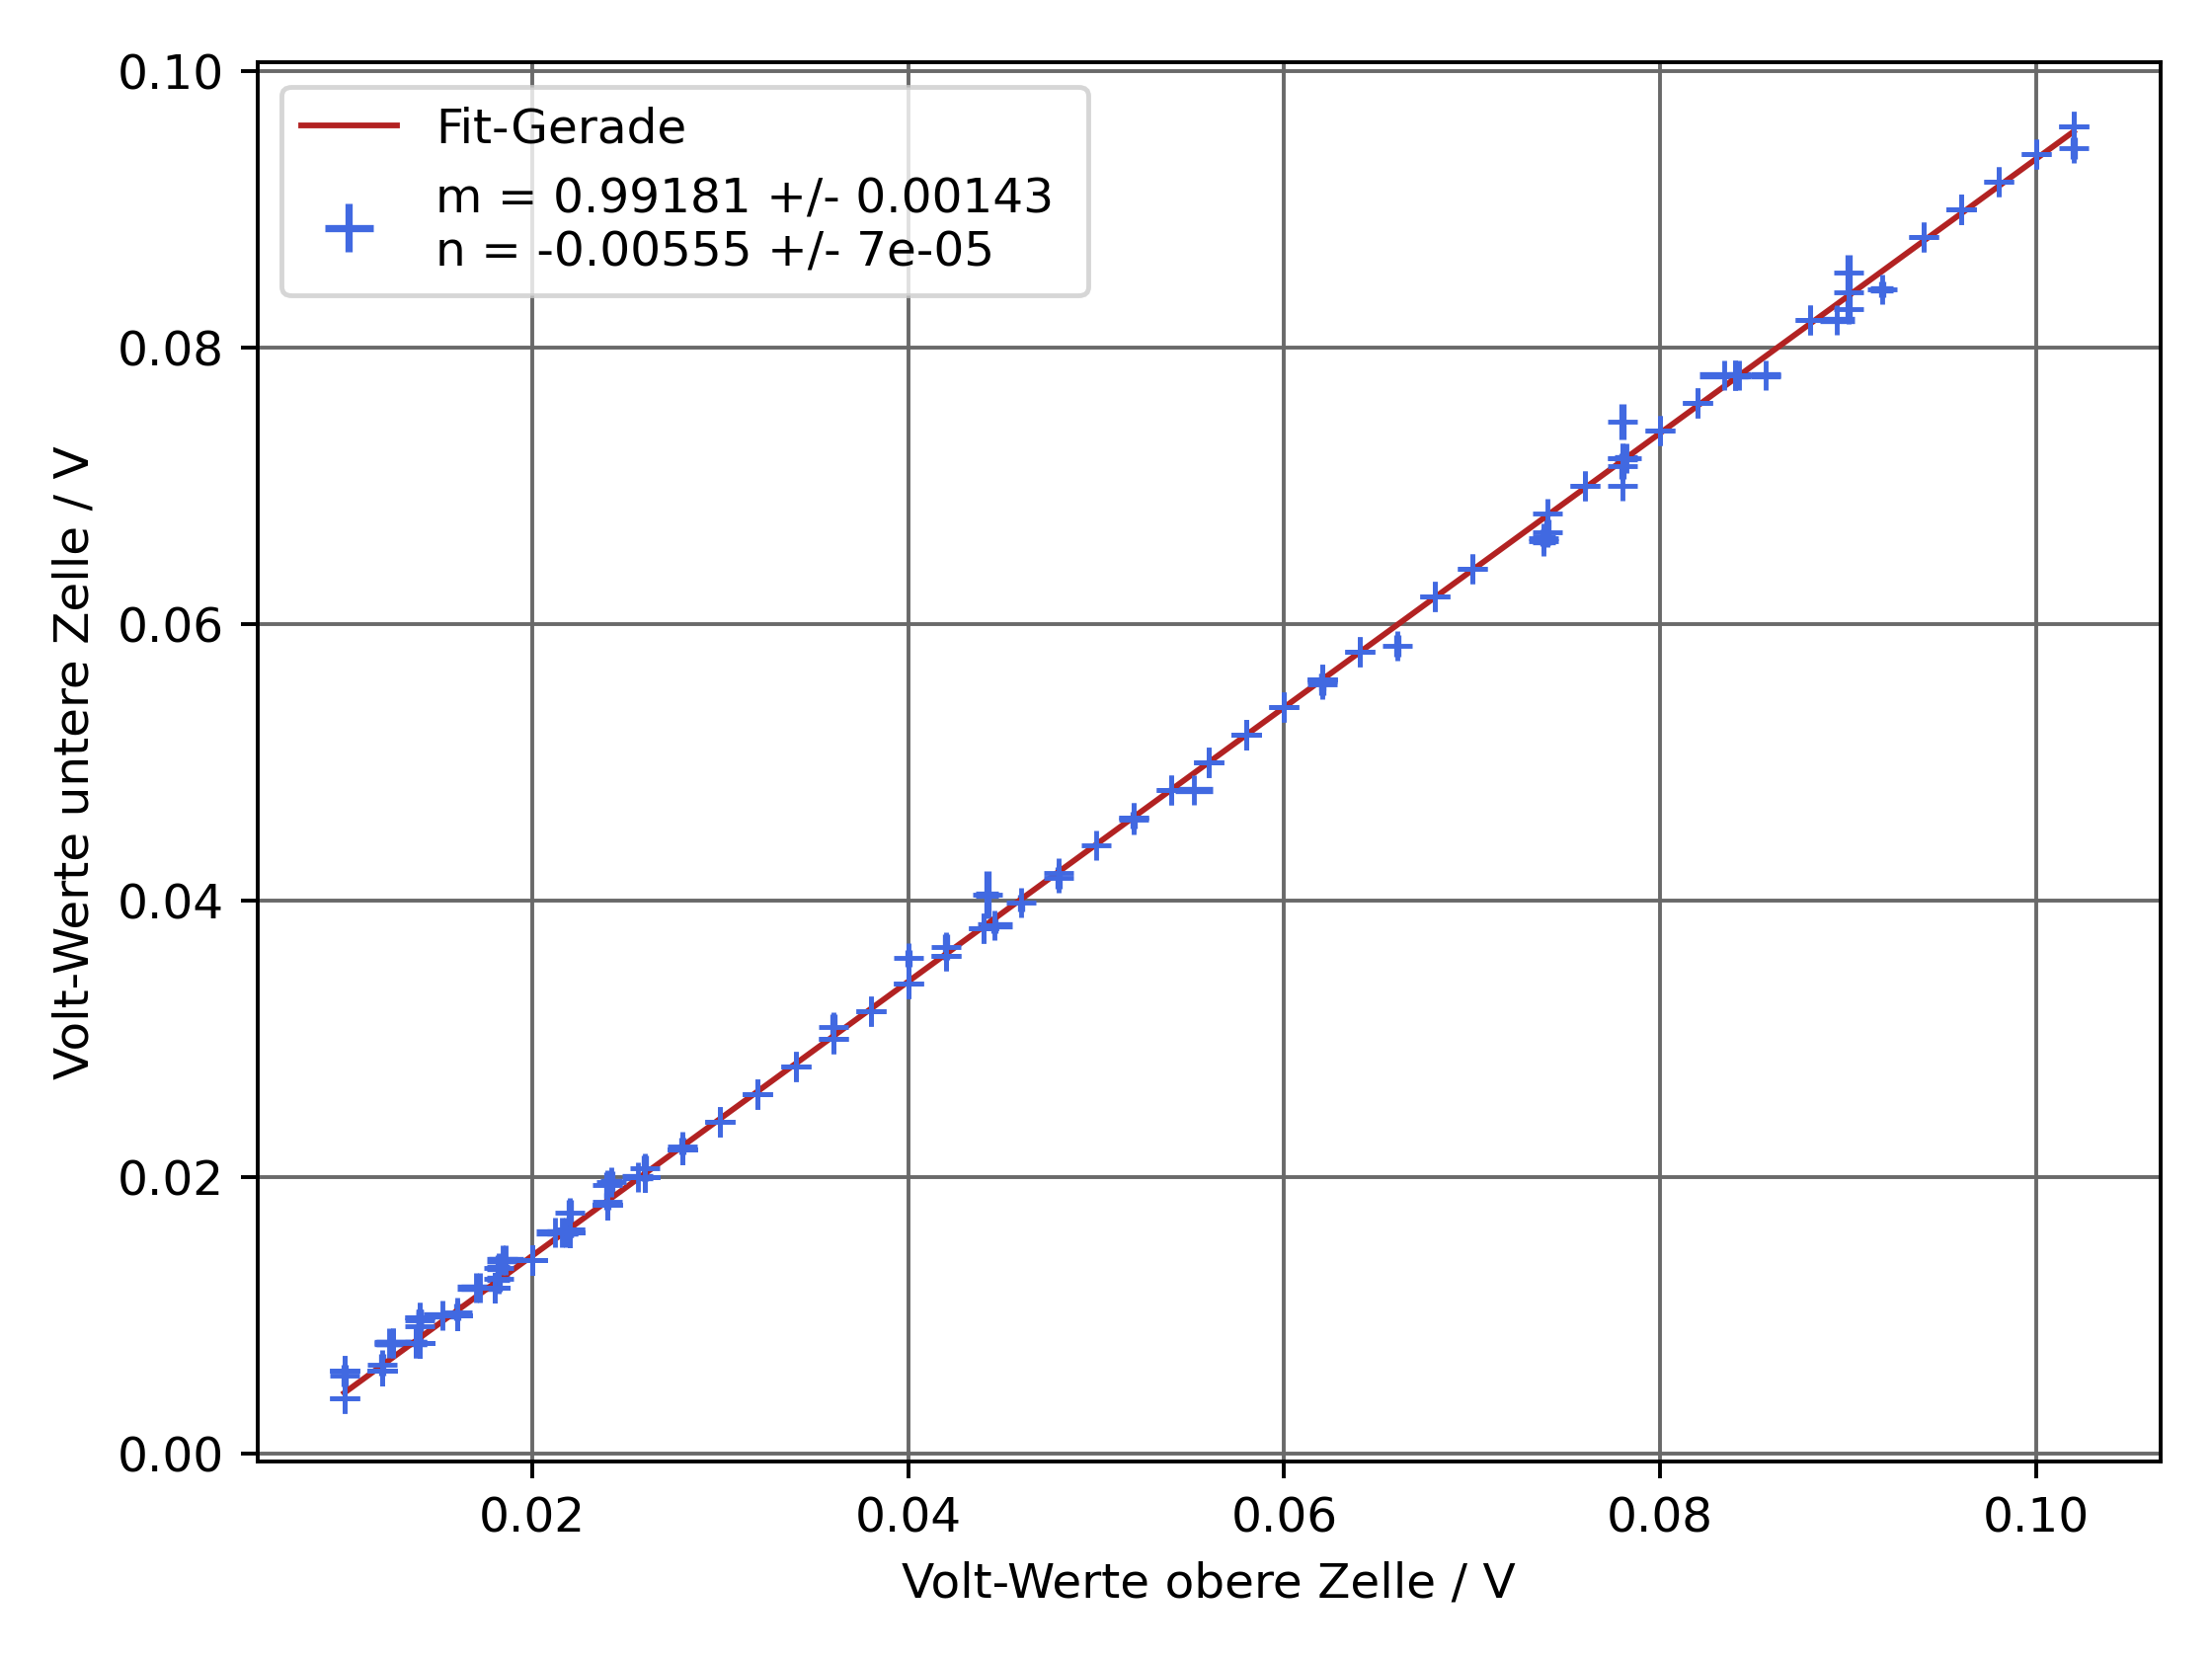 0.10
0.08
0.06
0.04
0.02
0.00
Volt-Werte untere Zelle / V
Fit-Gerade
m = 0.99181 +/- 0.00143
n = -0.00555 +/- 7e-05
0.02 0.04 0.06 0.08 0.10
Volt-Werte obere Zelle / V